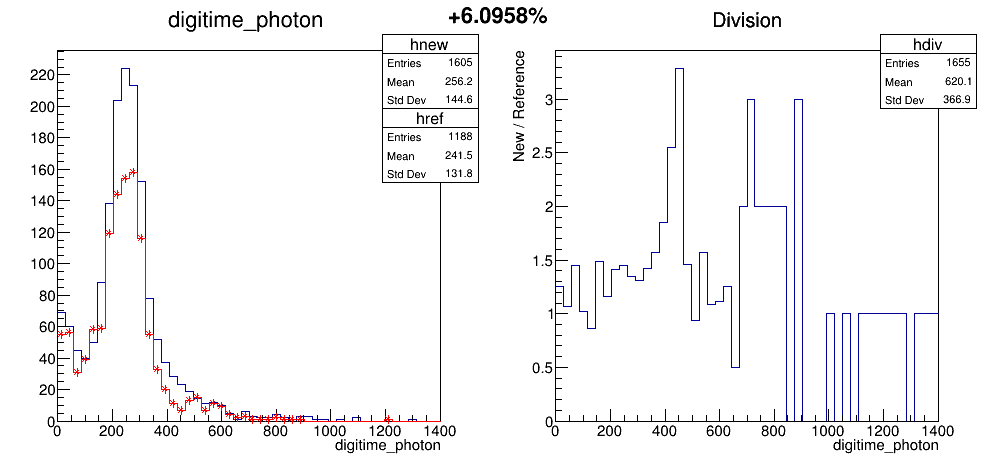 +6.0958%
digitime_photon
hnew
Entries 1605
Mean 256.2
Std Dev 144.6
href
Entries 1188
Mean 241.5
Std Dev 131.8
220
200
180
160
140
120
100
80
60
40
20
0
0 200 400 600 800 1000 1200 1400
digitime_photon
Division
hdiv
Entries 1655
Mean 620.1
Std Dev 366.9
New / Reference
3
2.5
2
1.5
1
0.5
0
0 200 400 600 800 1000 1200 1400
digitime_photon